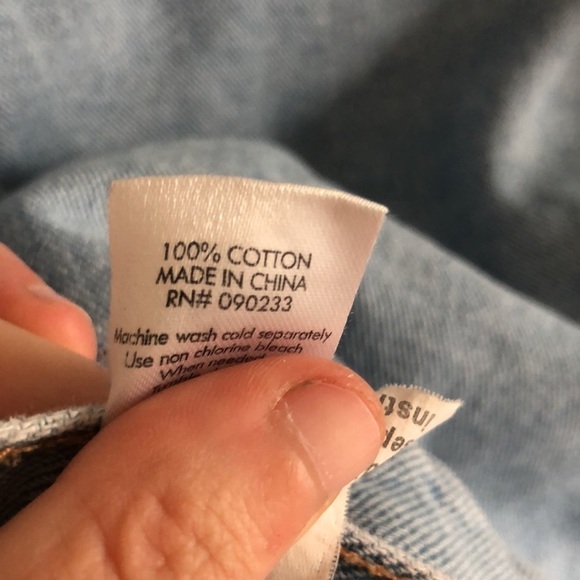 100% COTTON
MADE IN CHINA
RN# 090233
Machine wash cold separately
Use non chlorine bleach
When needed